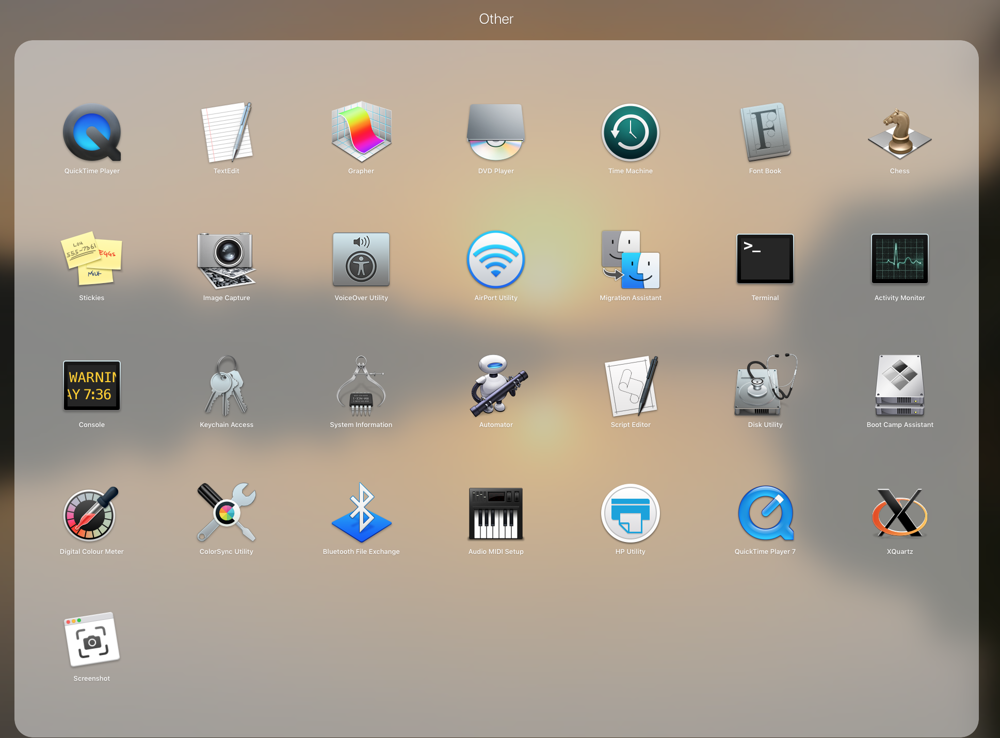 Other
QuickTime Player
TextEdit
Grapher
DVD Player
Time Machine
F
Font Book
Chess
LOU
555-7361
EGGS
MILK
Stickies
Image Capture
VoiceOver Utility
AirPort Utility
Migration Assistant
>_
Terminal
Activity Monitor
WARNIN
AY 7:36
Console
Keychain Access
System Information
Automator
Script Editor
Disk Utility
Boot Camp Assistant
Digital Colour Meter
ColorSync Utility
Bluetooth File Exchange
Audio MIDI Setup
HP Utility
QuickTime Player 7
X
XQuartz
Screenshot